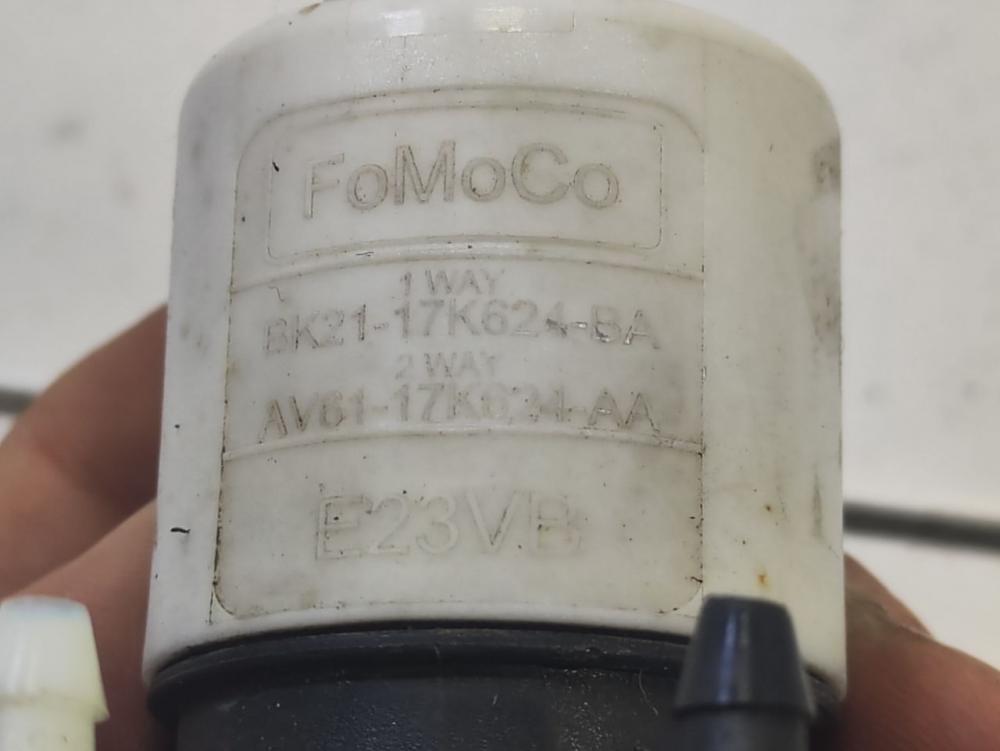 FoMoCo
1 WAY
BK21-17K624-BA
2 WAY
AV61-17K624-AA
E23VB